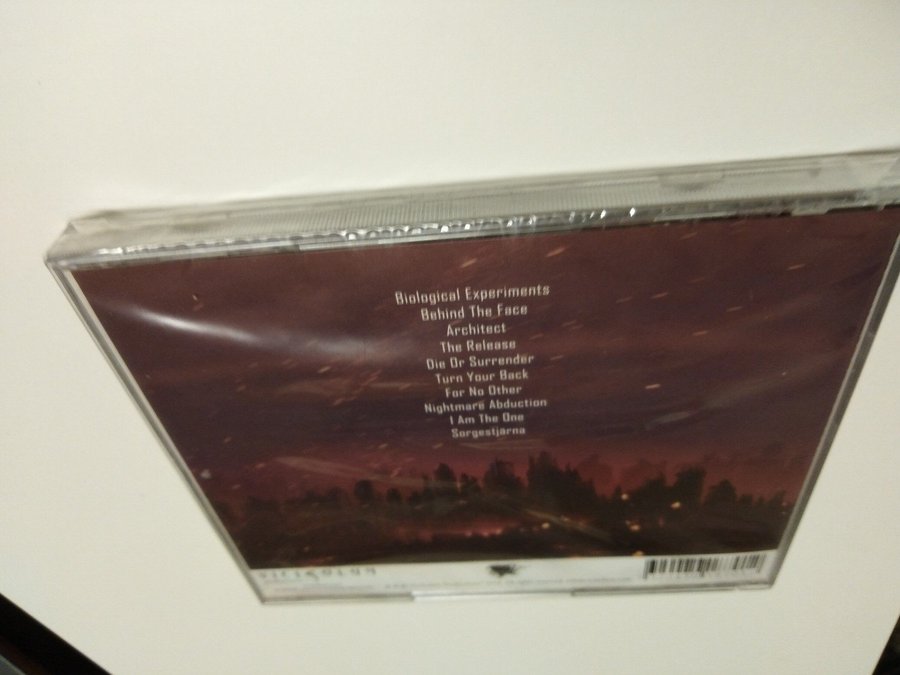 Biological Experiments
Behind The Face
Architect
The Release
Die Or Surrender
Turn Your Back
For No Other
Nightmare Abduction
I Am The One
Sorgestjarna